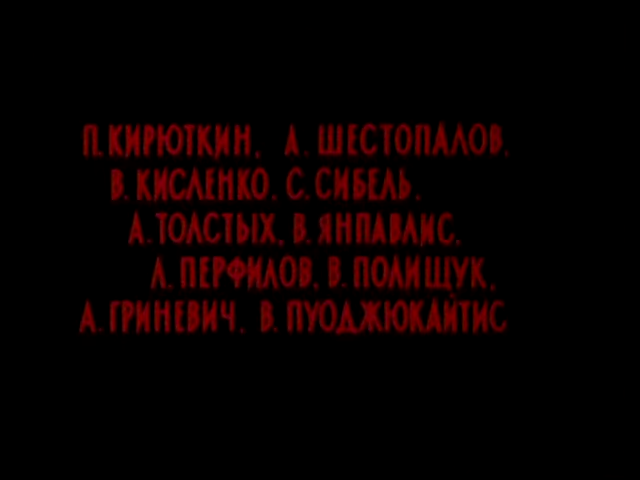 П. КИРЮТКИН, А. ШЕСТОПАЛОВ,
В. КИСЛЕНКО, С. СИБЕЛЬ,
А. ТОЛСТЫХ, В. ЯНПАВЛИС,
Л. ПЕРФИЛОВ, В. ПОЛИЩУК,
А. ГРИНЕВИЧ, В. ПУОДЖЮКАЙТИС